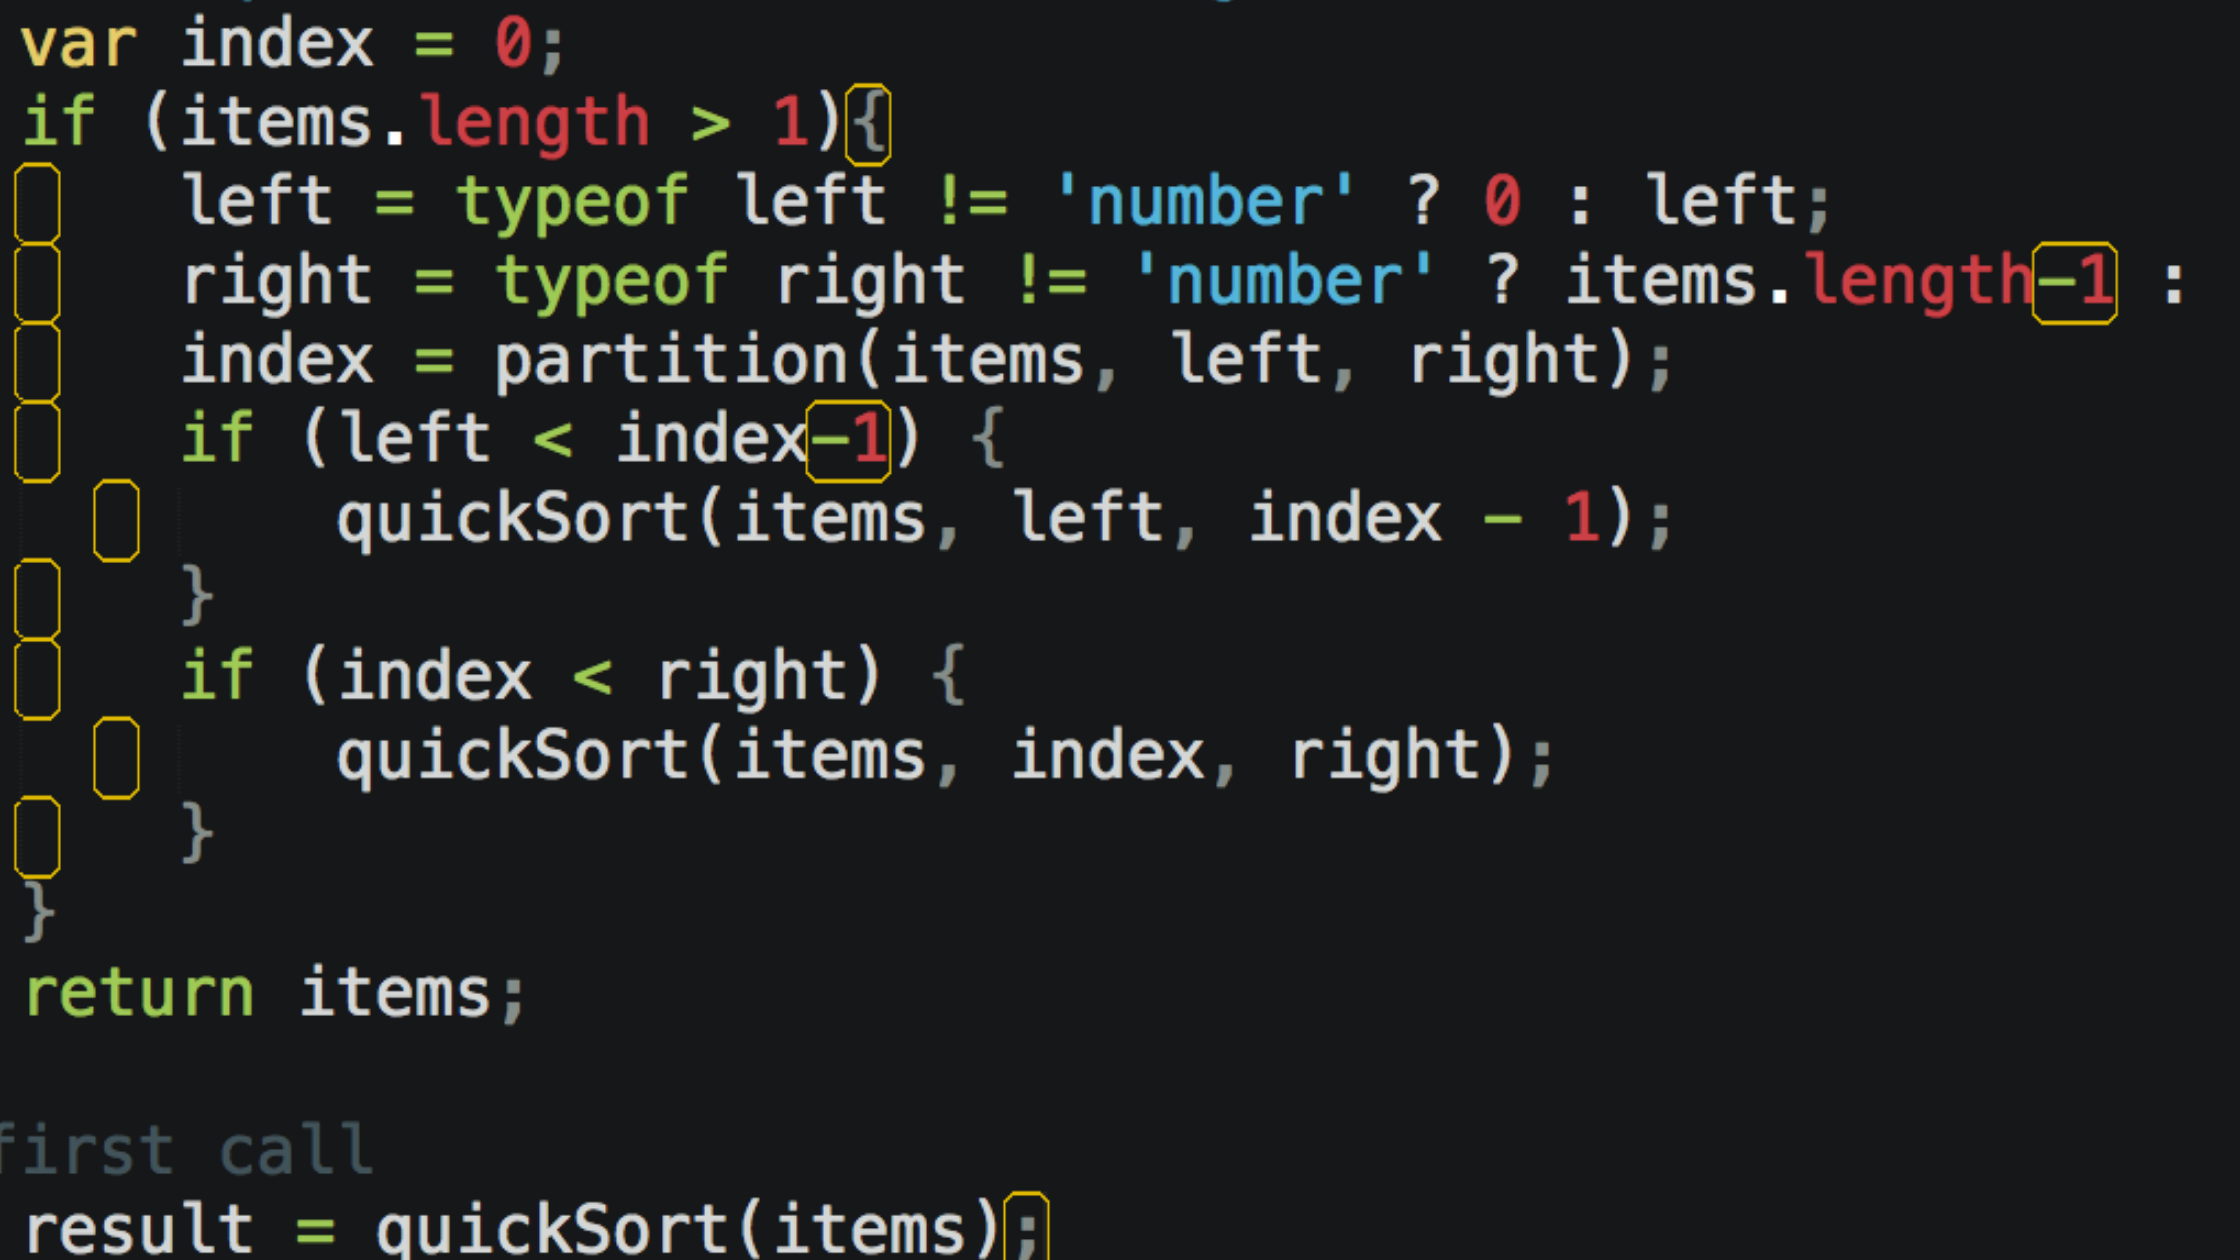 var index = 0;
if (items.length > 1){
left = typeof left != 'number' ? 0 : left;
right = typeof right != 'number' ? items.length-1 :
index = partition(items, left, right);
if (left < index-1) {
quickSort(items, left, index - 1);
}
if (index < right) {
quickSort(items, index, right);
}
}
return items;
first call
result = quickSort(items);